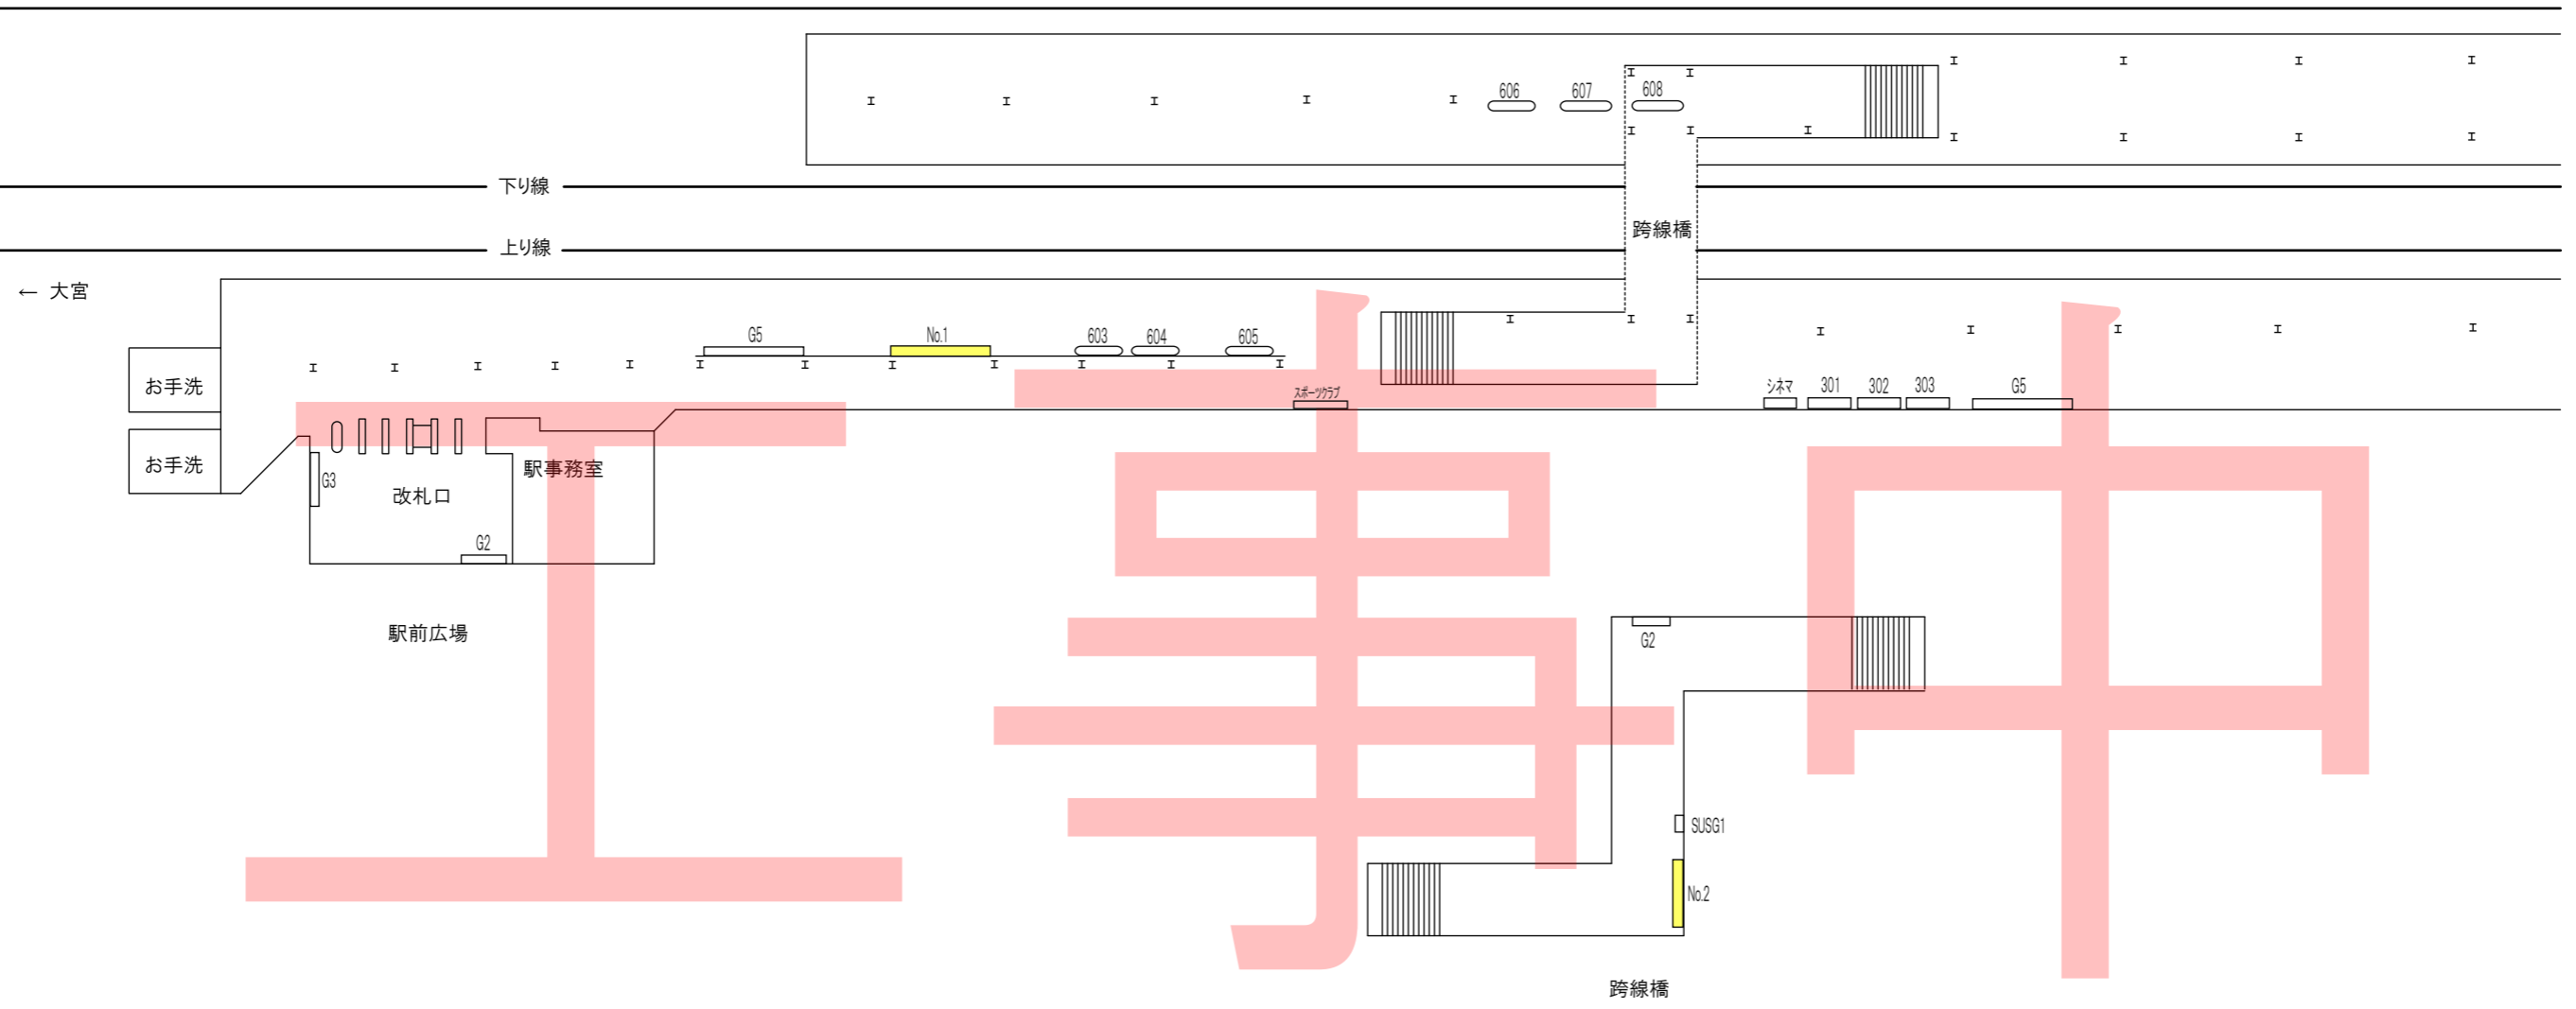 606 607 608
下り線
跨線橋
上り線
← 大宮
G5 No.1 603 604 605
お手洗
スポーツクラブ
シネマ 301 302 303 G5
お手洗
G3
改札口
駅事務室
G2
駅前広場
G2
SUSG1
No.2
跨線橋
工事中